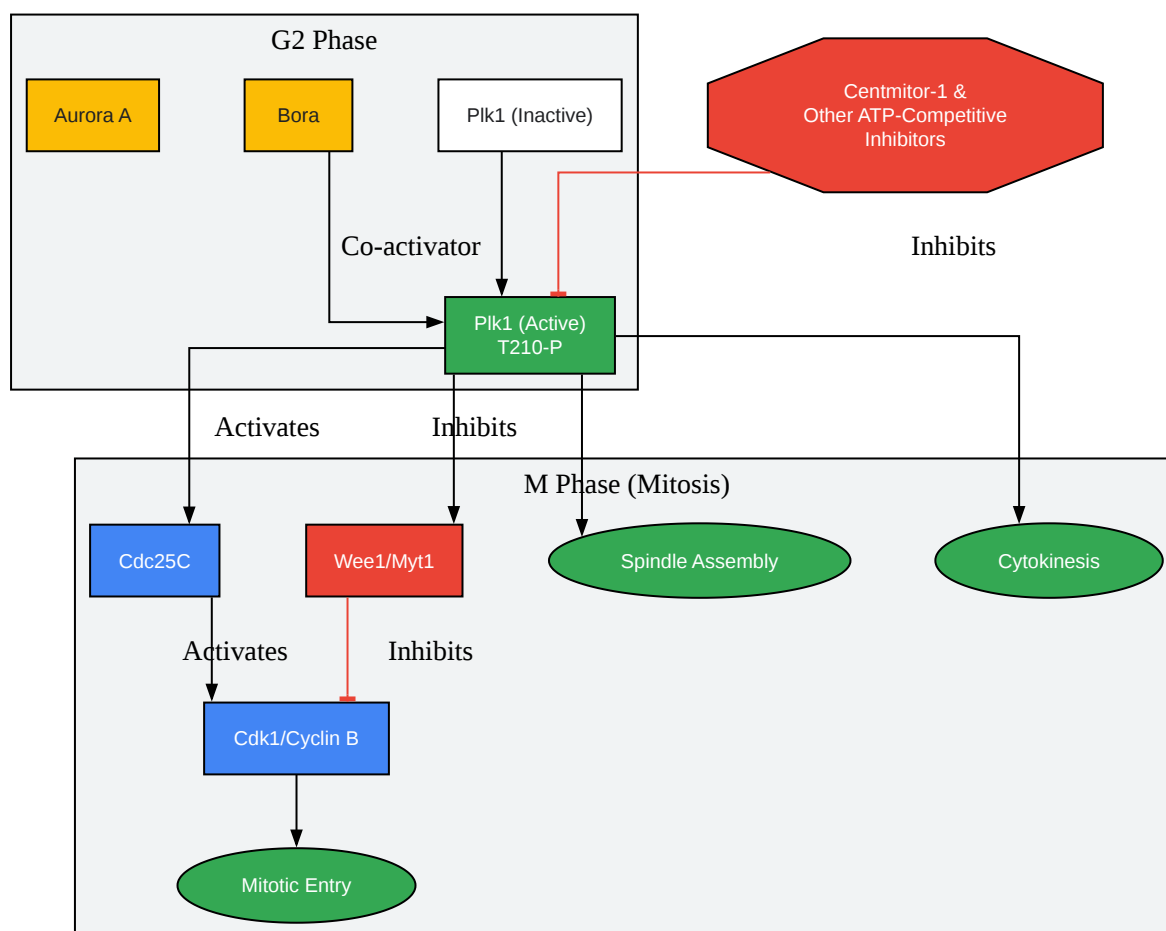 G2 Phase
Aurora A
Bora
Plk1 (Inactive)
Centmitor-1 &
Other ATP-Competitive
Inhibitors
Co-activator
Inhibits
Plk1 (Active)
T210-P
Activates
Inhibits
M Phase (Mitosis)
Cdc25C
Wee1/Myt1
Spindle Assembly
Cytokinesis
Activates
Inhibits
Cdk1/Cyclin B
Mitotic Entry